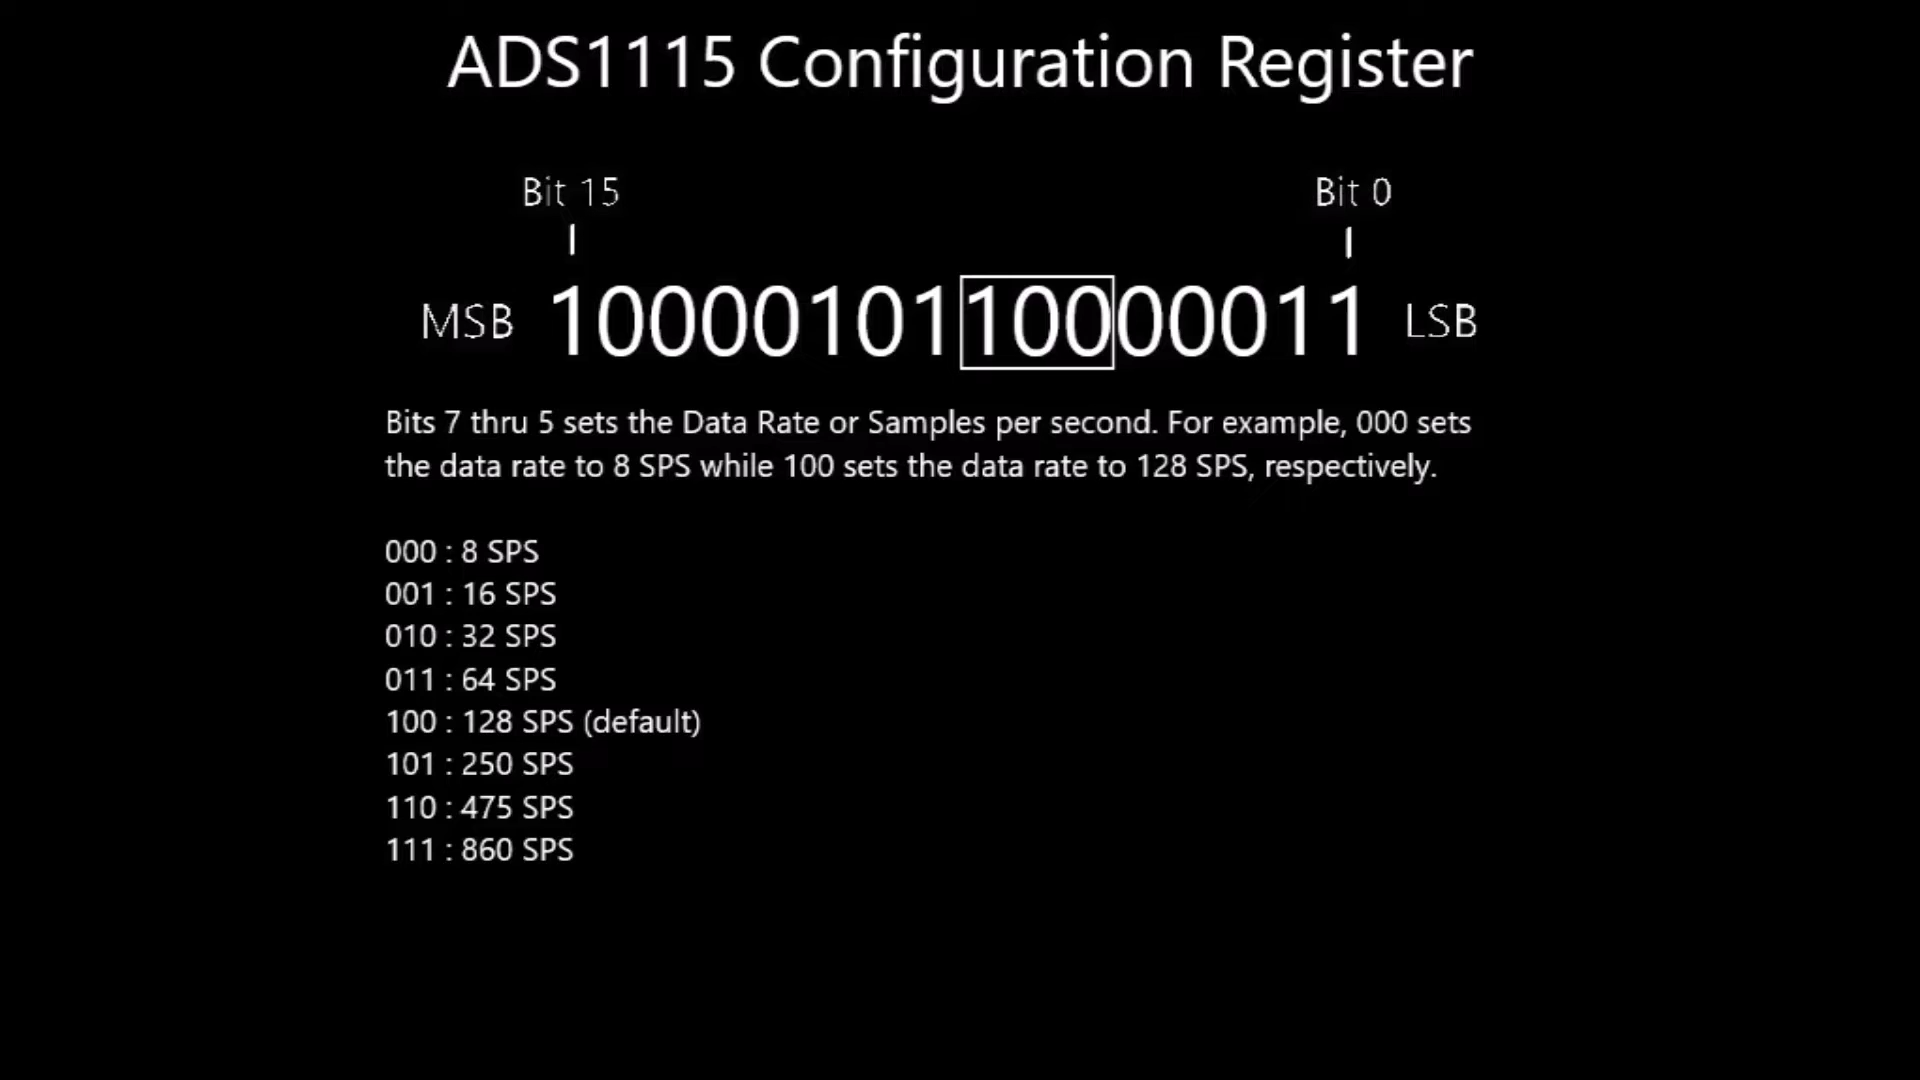 ADS1115 Configuration Register
Bit 15 Bit 0
MSB 1000010110000011 LSB
Bits 7 thru 5 sets the Data Rate or Samples per second. For example, 000 sets
the data rate to 8 SPS while 100 sets the data rate to 128 SPS, respectively.
000 : 8 SPS
001 : 16 SPS
010 : 32 SPS
011 : 64 SPS
100 : 128 SPS (default)
101 : 250 SPS
110 : 475 SPS
111 : 860 SPS